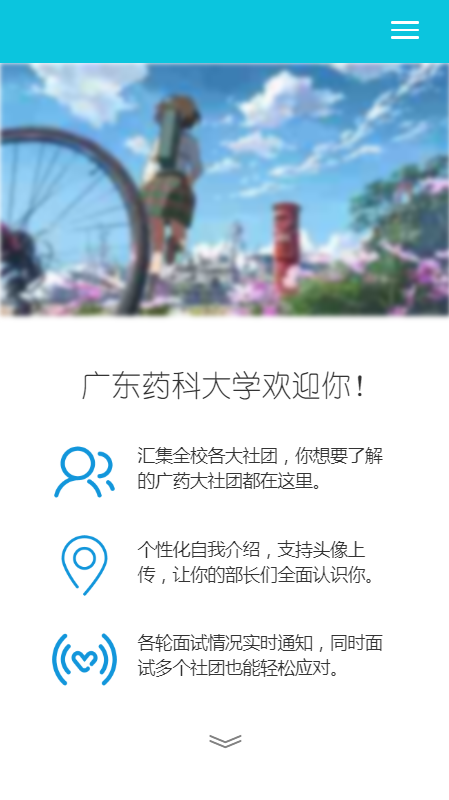 广东药科大学欢迎你！
汇集全校各大社团，你想要了解
的广药大社团都在这里。
个性化自我介绍，支持头像上
传，让你的部长们全面认识你。
各轮面试情况实时通知，同时面
试多个社团也能轻松应对。